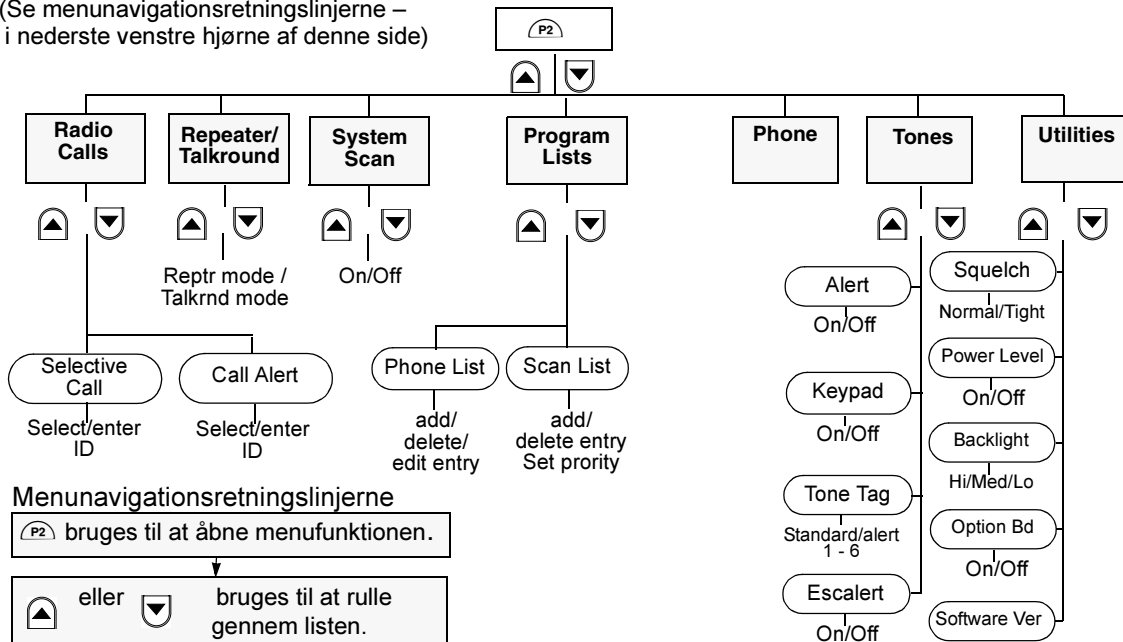 (Se menunavigationsretningslinjerne –
i nederste venstre hjørne af denne side)
P2
Radio
Calls
Repeater/
Talkround
System
Scan
Program
Lists
Phone
Tones
Utilities
Reptr mode /
Talkrnd mode
On/Off
Selective
Call
Select/enter
ID
Call Alert
Select/enter
ID
Phone List
add/
delete/
edit entry
Scan List
add/
delete entry
Set prority
Alert
On/Off
Keypad
On/Off
Tone Tag
Standard/alert
1 - 6
Escalert
On/Off
Squelch
Normal/Tight
Power Level
On/Off
Backlight
Hi/Med/Lo
Option Bd
On/Off
Software Ver
Menunavigationsretningslinjerne
P2 bruges til at åbne menufunktionen.
eller bruges til at rulle
gennem listen.